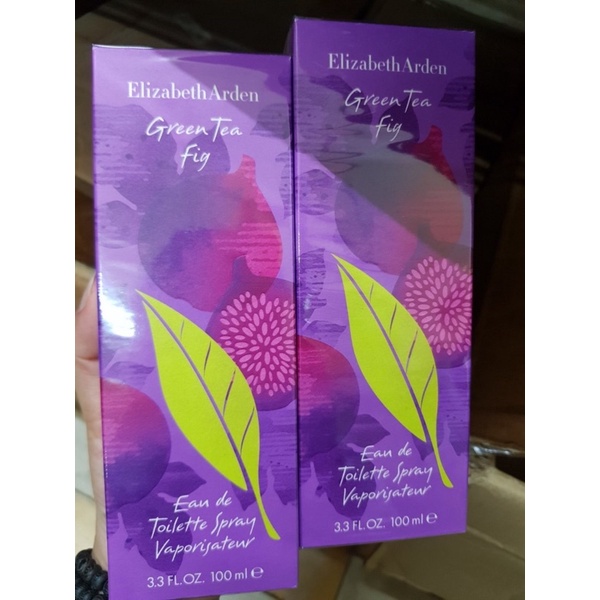 Elizabeth Arden
Green Tea
fig
Eau de
Toilette Spray
Vaporisateur
3.3 FL.OZ. 100 ml e
Elizabeth Arden
Green Tea
fig
Eau de
Toilette Spray
Vaporisateur
3.3 FL.OZ. 100 ml e